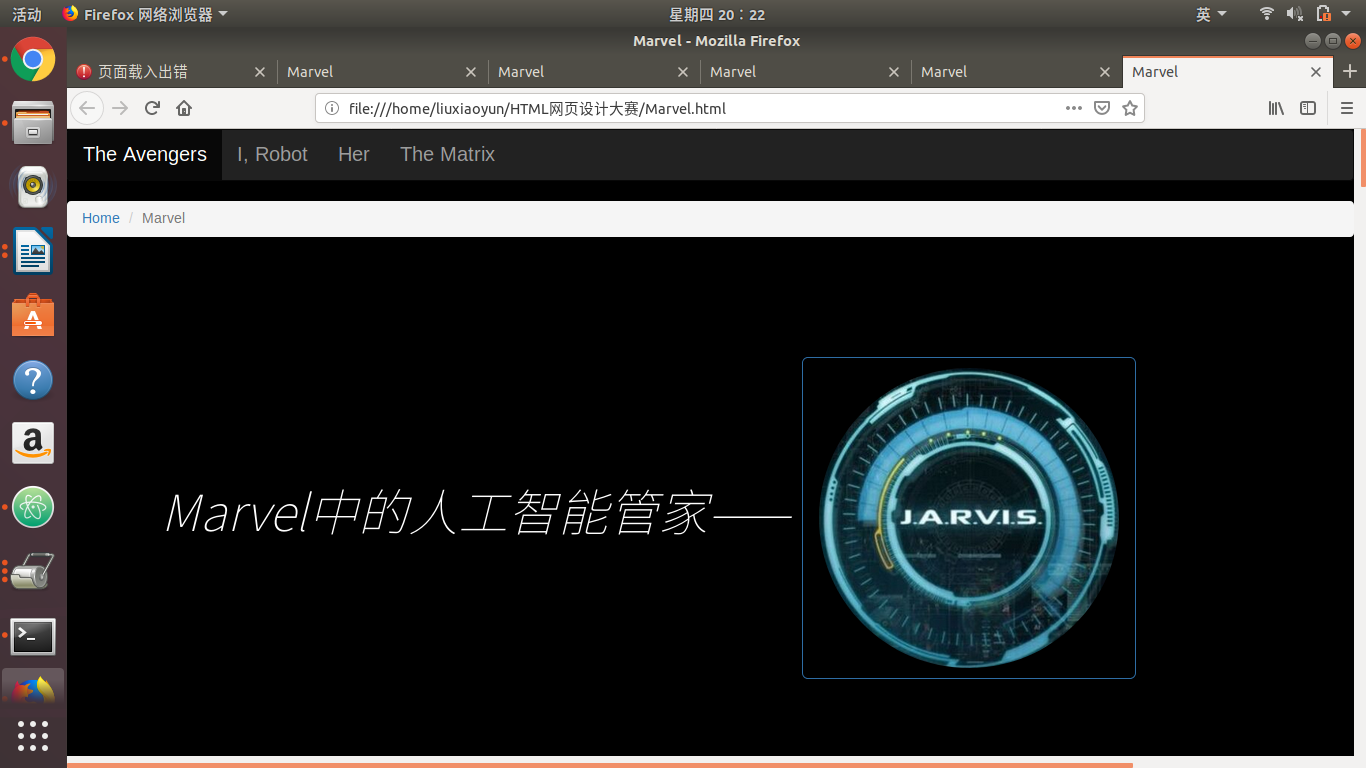 活动 Firefox 网络浏览器 星期四 20：22 英
Marvel - Mozilla Firefox
页面载入出错 Marvel Marvel Marvel Marvel Marvel
file:///home/liuxiaoyun/HTML网页设计大赛/Marvel.html
The Avengers I, Robot Her The Matrix
Home / Marvel
Marvel中的人工智能管家——
J.A.R.V.I.S.